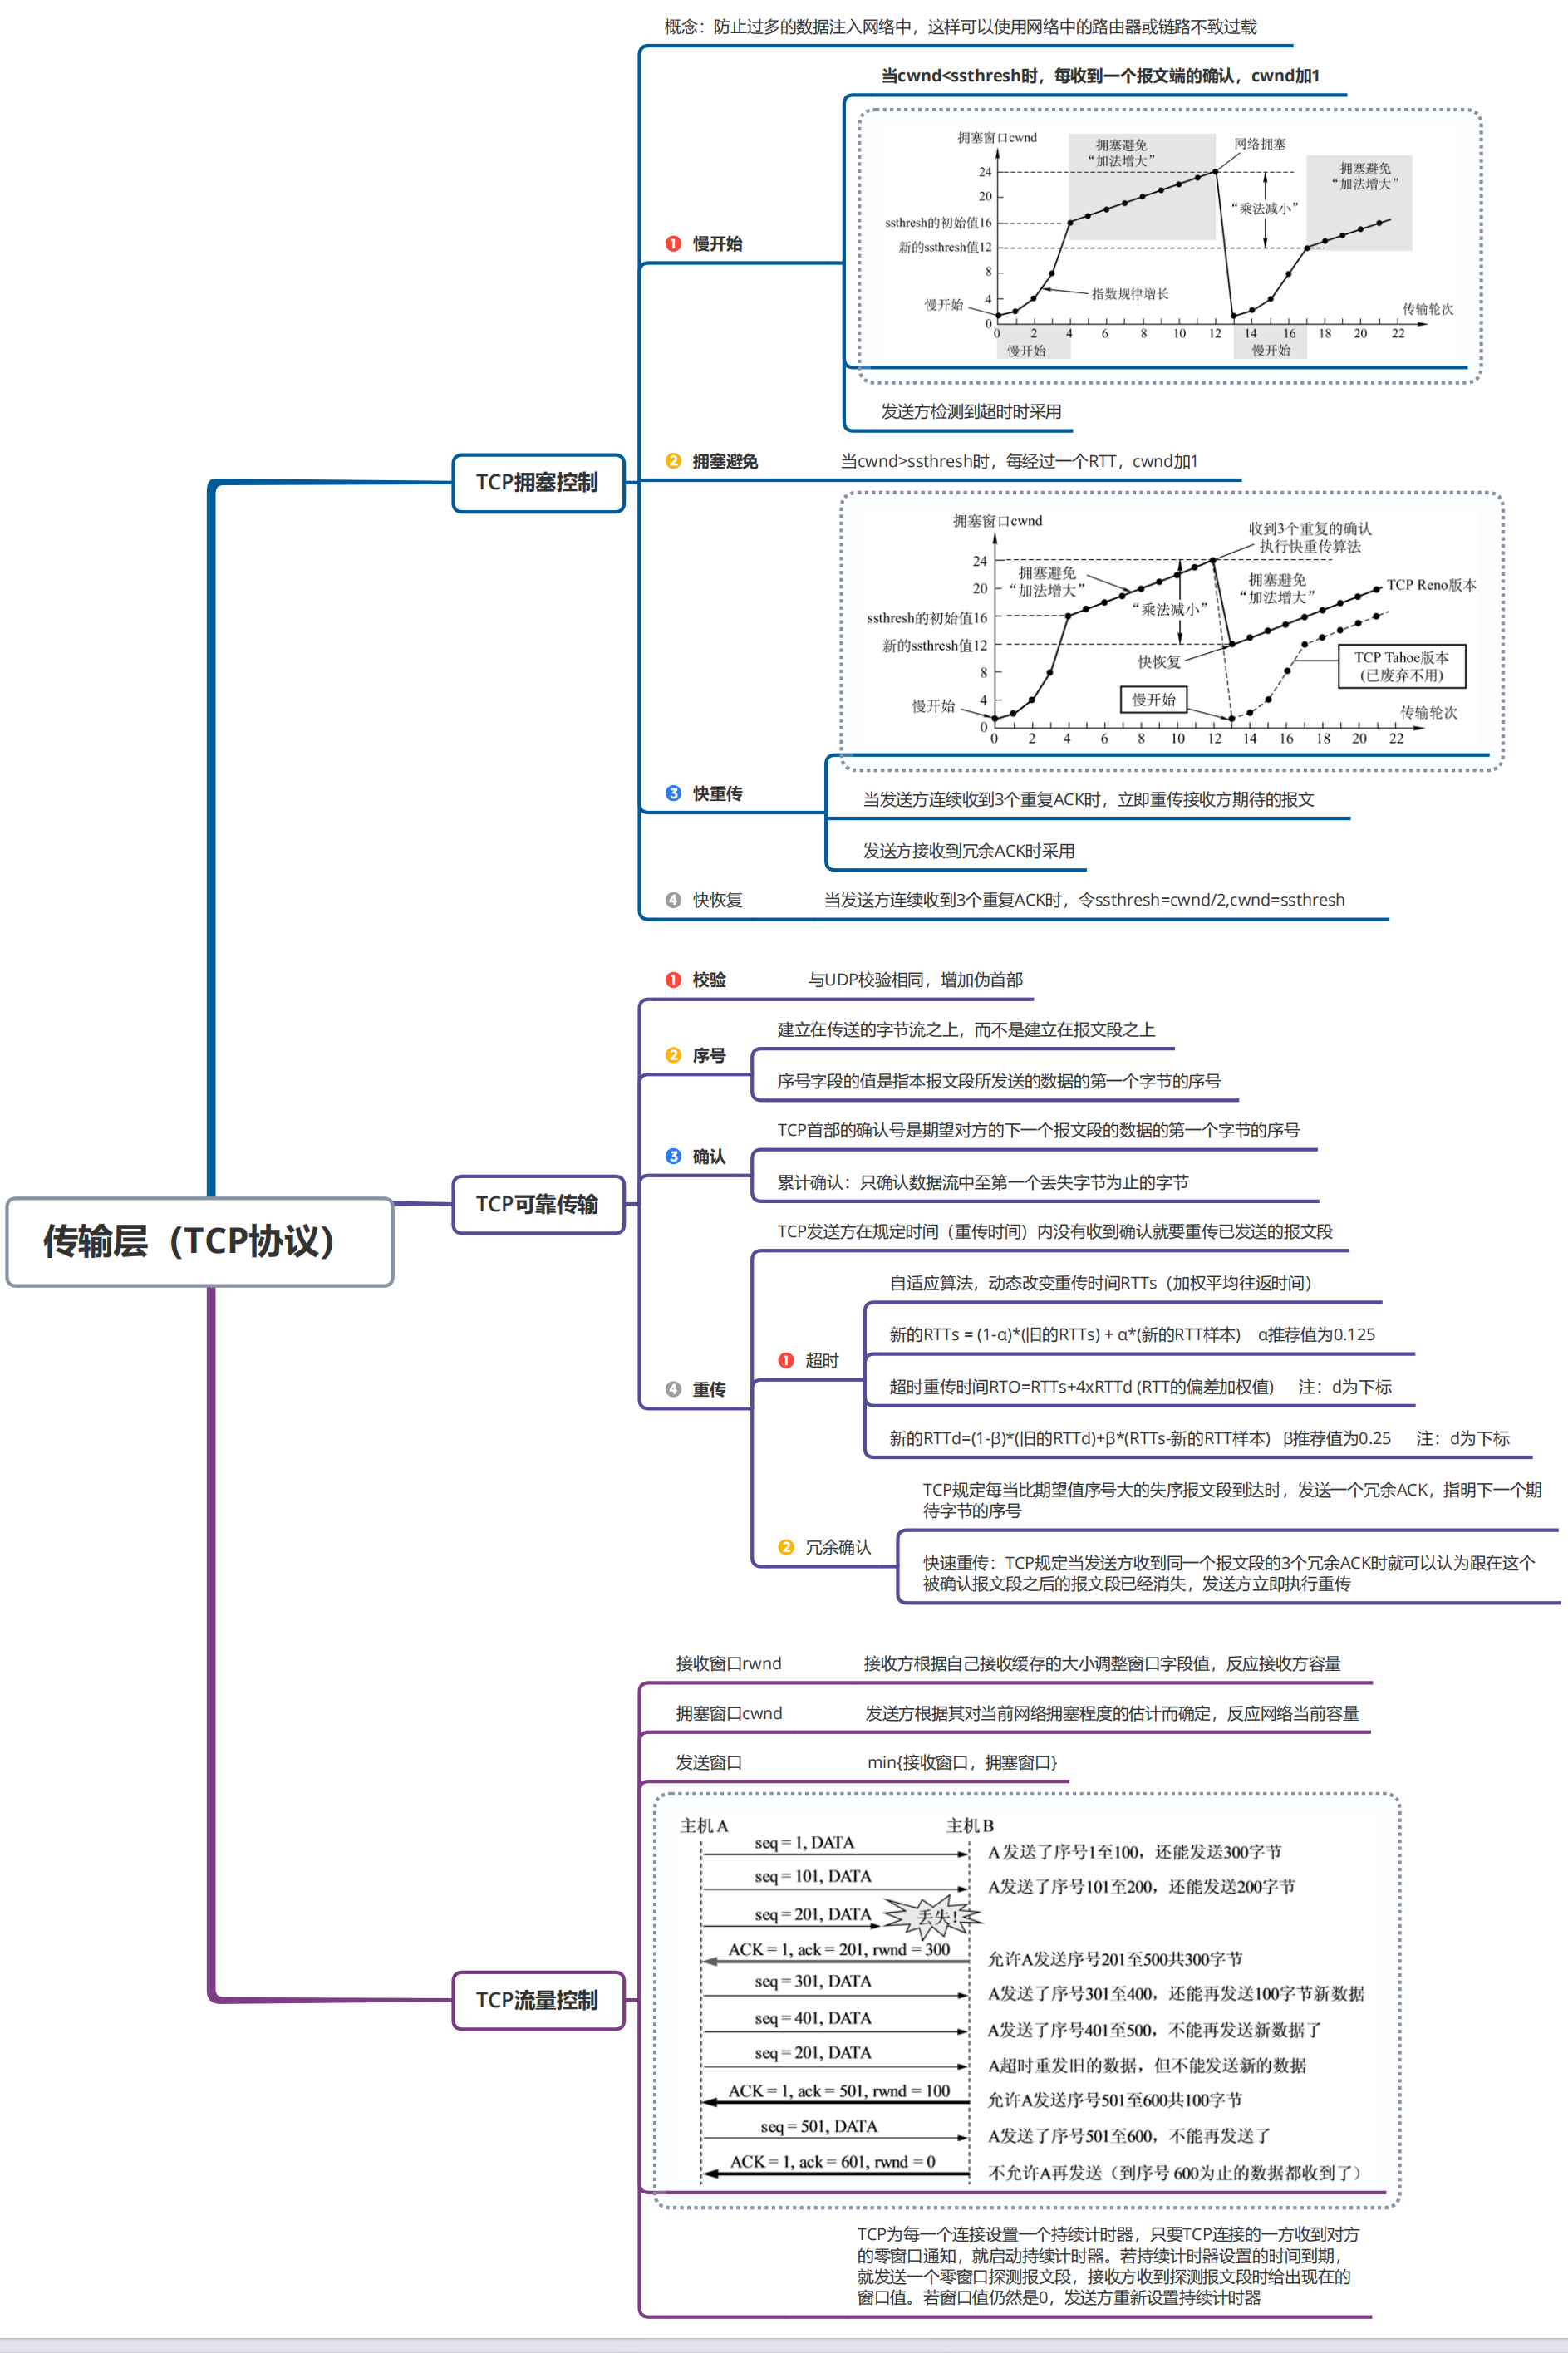 传输层（TCP协议）
TCP拥塞控制
概念：防止过多的数据注入网络中，这样可以使用网络中的路由器或链路不致过载
❶ 慢开始
当cwnd<ssthresh时，每收到一个报文端的确认，cwnd加1
拥塞窗口cwnd
拥塞避免
“加法增大”
网络拥塞
拥塞避免
“加法增大”
24
20
“乘法减小”
ssthresh的初始值16
新的ssthresh值12
8
4
0
指数规律增长
慢开始
传输轮次
0 2 4 6 8 10 12 14 16 18 20 22
慢开始
慢开始
发送方检测到超时时采用
❷ 拥塞避免
当cwnd>ssthresh时，每经过一个RTT，cwnd加1
❸ 快重传
拥塞窗口cwnd
收到3个重复的确认
执行快重传算法
24
20
拥塞避免
“加法增大”
“乘法减小”
拥塞避免
“加法增大”
TCP Reno版本
ssthresh的初始值16
新的ssthresh值12
快恢复
TCP Tahoe版本
(已废弃不用)
8
4
0
慢开始
慢开始
传输轮次
0 2 4 6 8 10 12 14 16 18 20 22
当发送方连续收到3个重复ACK时，立即重传接收方期待的报文
发送方接收到冗余ACK时采用
❹ 快恢复
当发送方连续收到3个重复ACK时，令ssthresh=cwnd/2,cwnd=ssthresh
TCP可靠传输
❶ 校验
与UDP校验相同，增加伪首部
❷ 序号
建立在传送的字节流之上，而不是建立在报文段之上
序号字段的值是指本报文段所发送的数据的第一个字节的序号
❸ 确认
TCP首部的确认号是期望对方的下一个报文段的数据的第一个字节的序号
累计确认：只确认数据流中至第一个丢失字节为止的字节
❹ 重传
TCP发送方在规定时间（重传时间）内没有收到确认就要重传已发送的报文段
❶ 超时
自适应算法，动态改变重传时间RTTs（加权平均往返时间）
新的RTTs = (1-α)*(旧的RTTs) + α*(新的RTT样本) α推荐值为0.125
超时重传时间RTO=RTTs+4xRTTd (RTT的偏差加权值) 注：d为下标
新的RTTd=(1-β)*(旧的RTTd)+β*(RTTs-新的RTT样本) β推荐值为0.25 注：d为下标
❷ 冗余确认
TCP规定每当比期望值序号大的失序报文段到达时，发送一个冗余ACK，指明下一个期
待字节的序号
快速重传：TCP规定当发送方收到同一个报文段的3个冗余ACK时就可以认为跟在这个
被确认报文段之后的报文段已经消失，发送方立即执行重传
TCP流量控制
接收窗口rwnd
接收方根据自己接收缓存的大小调整窗口字段值，反应接收方容量
拥塞窗口cwnd
发送方根据其对当前网络拥塞程度的估计而确定，反应网络当前容量
发送窗口
min{接收窗口，拥塞窗口}
主机 A 主机 B
seq = 1, DATA
A 发送了序号1至100，还能发送300字节
seq = 101, DATA
A发送了序号101至200，还能发送200字节
seq = 201, DATA
丢失!
ACK = 1, ack = 201, rwnd = 300
允许A发送序号201至500共300字节
seq = 301, DATA
A发送了序号301至400，还能再发送100字节新数据
seq = 401, DATA
A发送了序号401至500，不能再发送新数据了
seq = 201, DATA
A超时重发旧的数据，但不能发送新的数据
ACK = 1, ack = 501, rwnd = 100
允许A发送序号501至600共100字节
seq = 501, DATA
A发送了序号501至600，不能再发送了
ACK = 1, ack = 601, rwnd = 0
不允许A再发送（到序号 600为止的数据都收到了）
TCP为每一个连接设置一个持续计时器，只要TCP连接的一方收到对方
的零窗口通知，就启动持续计时器。若持续计时器设置的时间到期，
就发送一个零窗口探测报文段，接收方收到探测报文段时给出现在的
窗口值。若窗口值仍然是0，发送方重新设置持续计时器